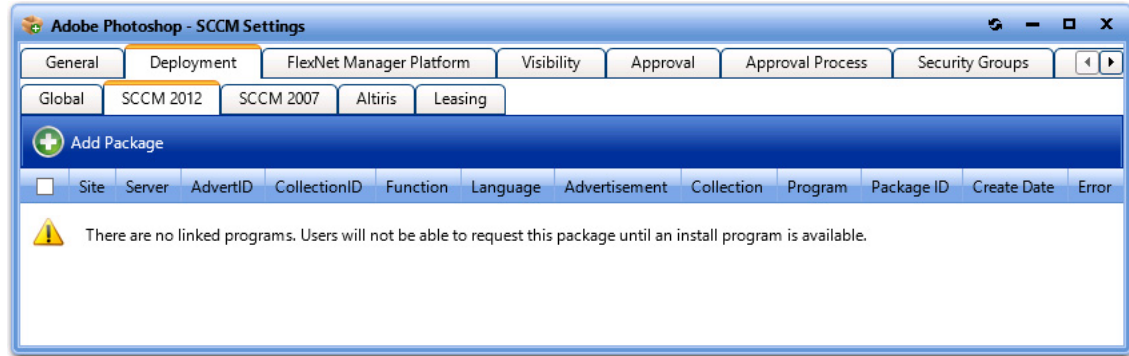 Adobe Photoshop - SCCM Settings
General Deployment FlexNet Manager Platform Visibility Approval Approval Process Security Groups
Global SCCM 2012 SCCM 2007 Altiris Leasing
Add Package
Site Server AdvertID CollectionID Function Language Advertisement Collection Program Package ID Create Date Error
There are no linked programs. Users will not be able to request this package until an install program is available.